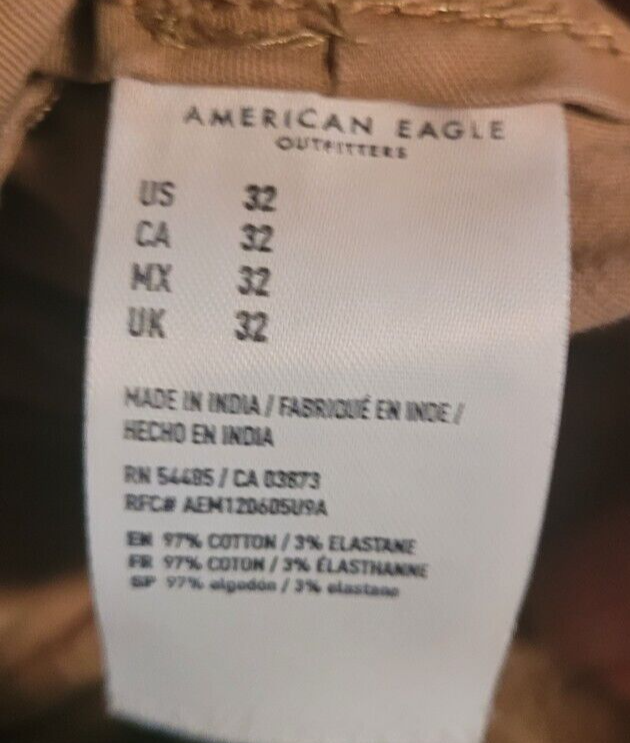 AMERICAN EAGLE
OUTFITTERS
US 32
CA 32
MX 32
UK 32
MADE IN INDIA / FABRIQUÉ EN INDE /
HECHO EN INDIA
RN 54485 / CA 03873
RFC# AEM120605U9A
EN 97% COTTON / 3% ELASTANE
FR 97% COTON / 3% ÉLASTHANNE
SP 97% algodón / 3% elastano